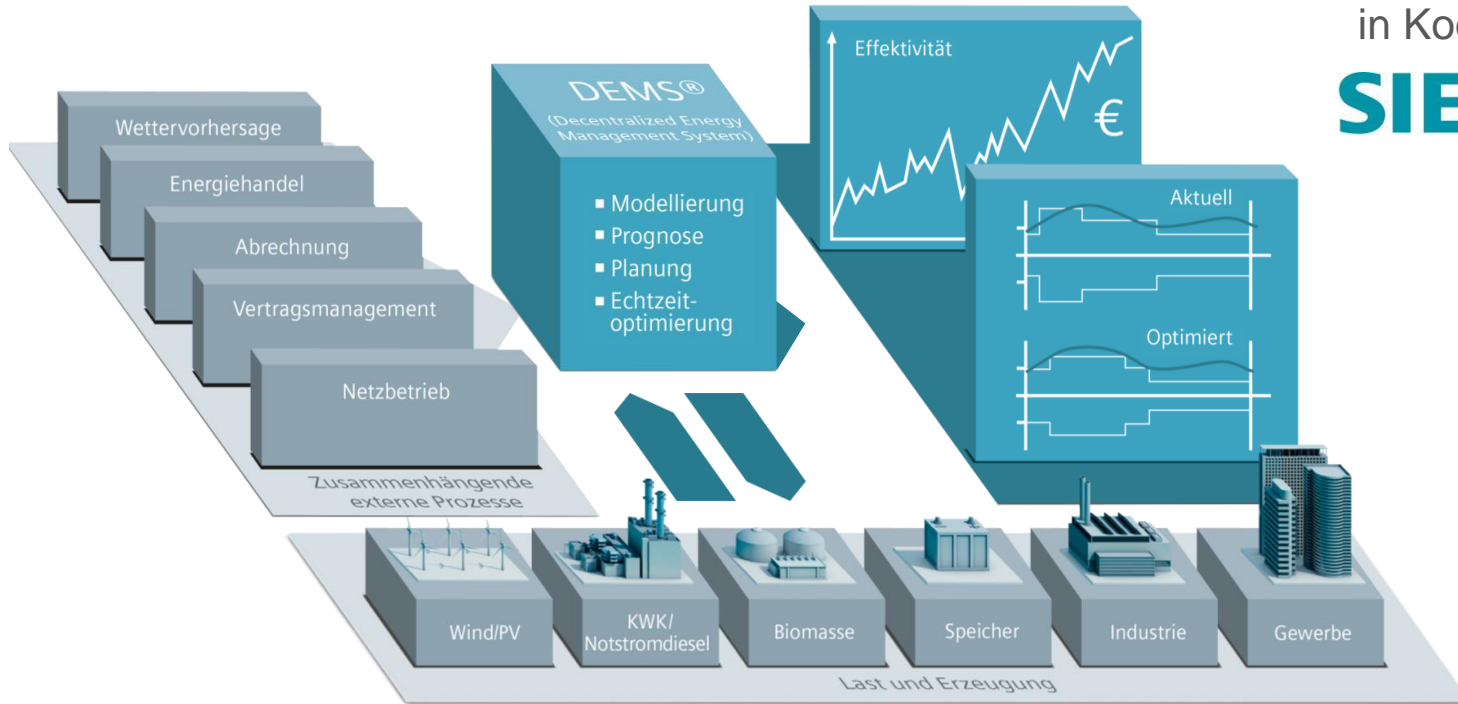 in Koo
SIE
Wettervorhersage
Energiehandel
Abrechnung
Vertragsmanagement
Netzbetrieb
Zusammenhängende
externe Prozesse
DEMS®
(Decentralized Energy
Management System)
▪ Modellierung
▪ Prognose
▪ Planung
▪ Echtzeit-
optimierung
Effektivität
€
Aktuell
Optimiert
Wind/PV
KWK/
Notstromdiesel
Biomasse
Speicher
Industrie
Gewerbe
Last und Erzeugung